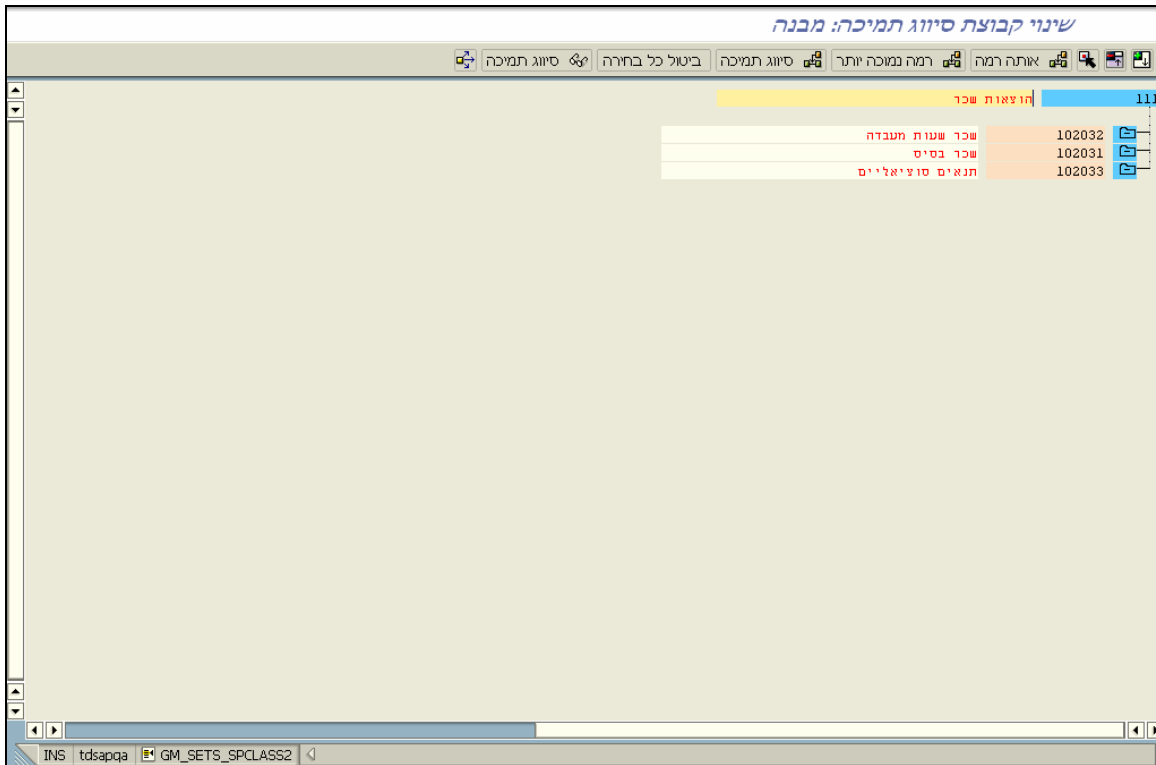 שינוי קבוצת סיווג תמיכה: מבנה
אותה רמה רמה נמוכה יותר סיווג תמיכה ביטול כל בחירה סיווג תמיכה
111 הוצאות שכר
102032 שכר שעות מעבדה
102031 שכר בסיס
102033 תנאים סוציאליים
INS tdsapqa GM_SETS_SPCLASS2